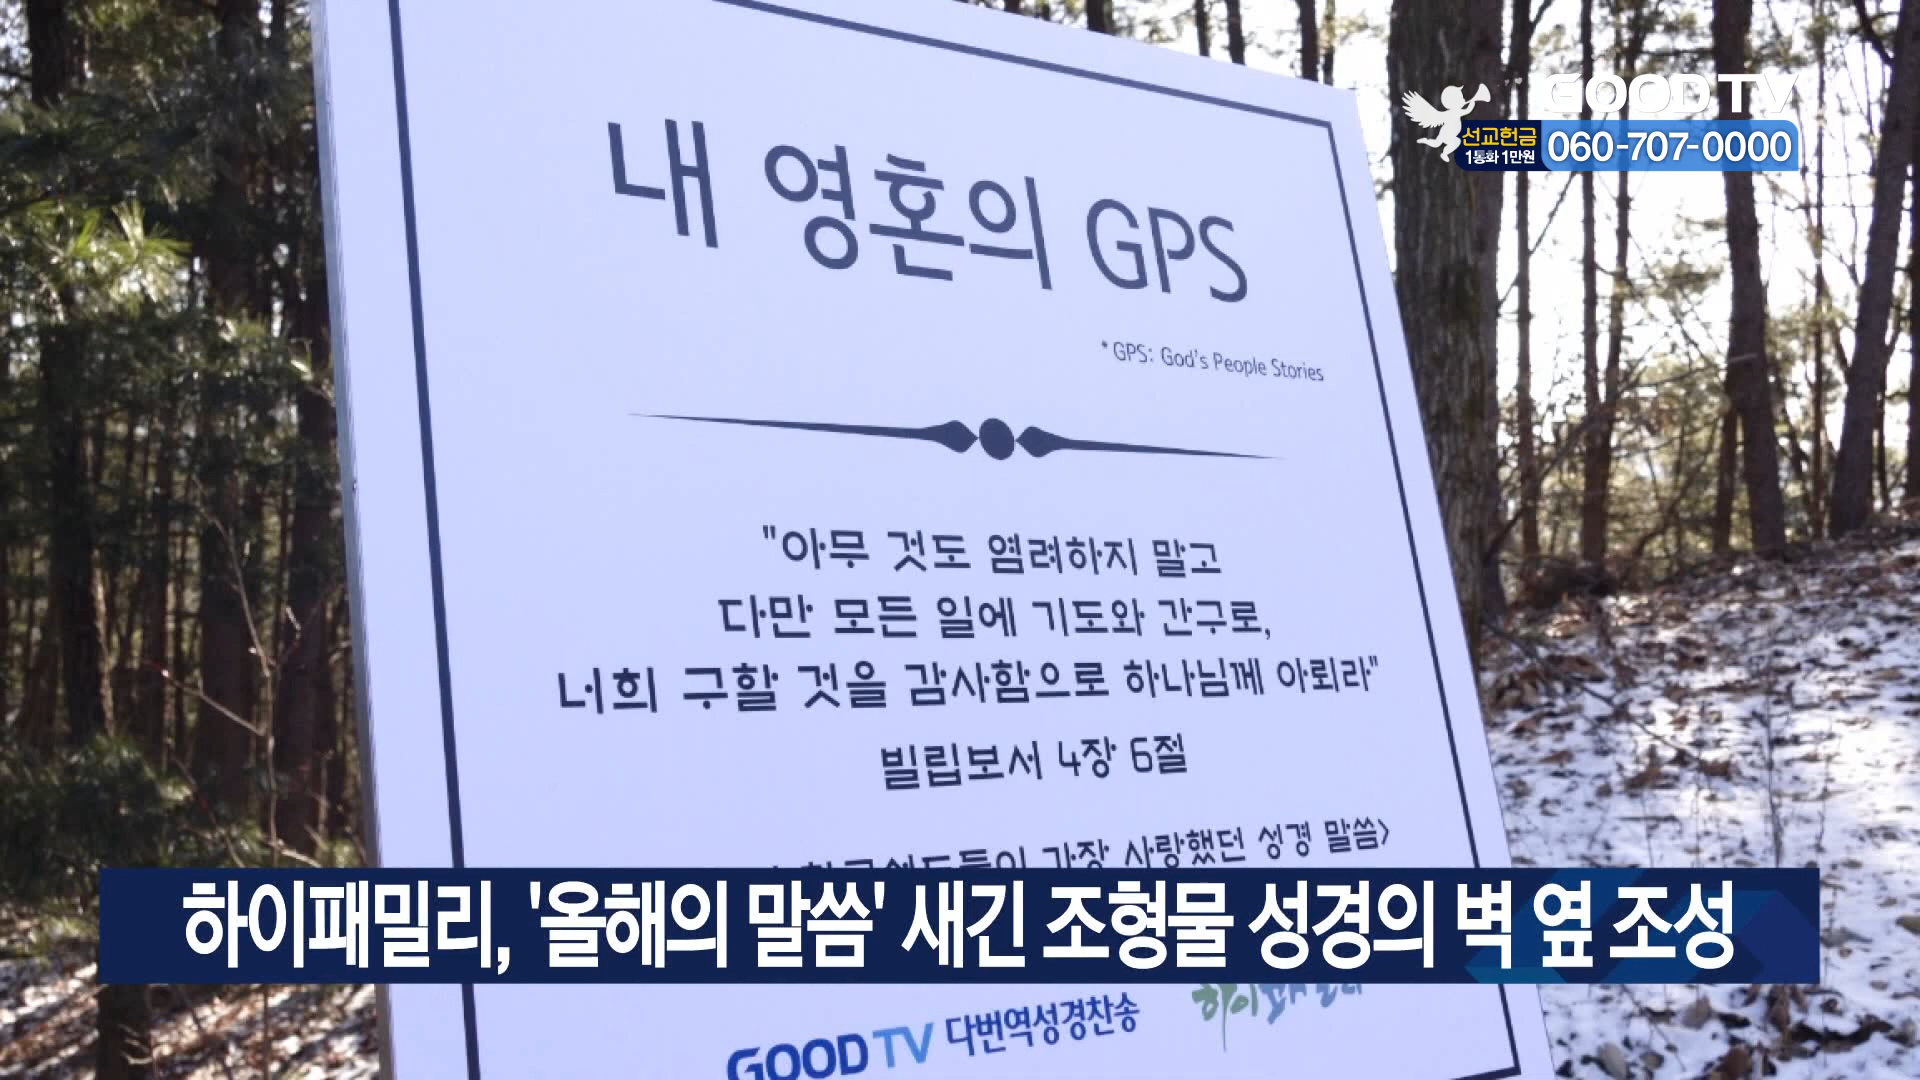 GOODTV
선교헌금
1통화 1만원
060-707-0000
내 영혼의 GPS
* GPS: God's People Stories
"아무 것도 염려하지 말고
다만 모든 일에 기도와 간구로,
너희 구할 것을 감사함으로 하나님께 아뢰라"
빌립보서 4장 6절
가장 사랑했던 성경 말씀>
하이패밀리, '올해의 말씀' 새긴 조형물 성경의 벽 옆 조성
GOODTV 다번역성경찬송
하이패밀리